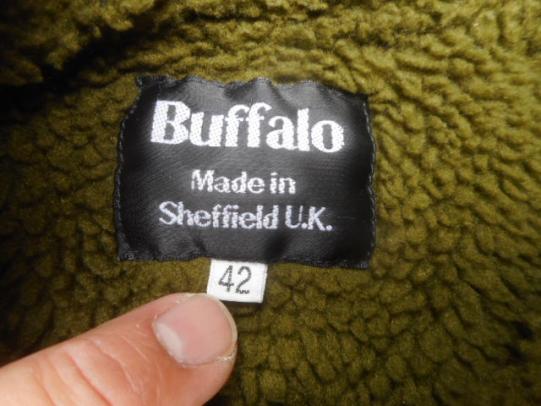 Buffalo
Made in
Sheffield U.K.
42